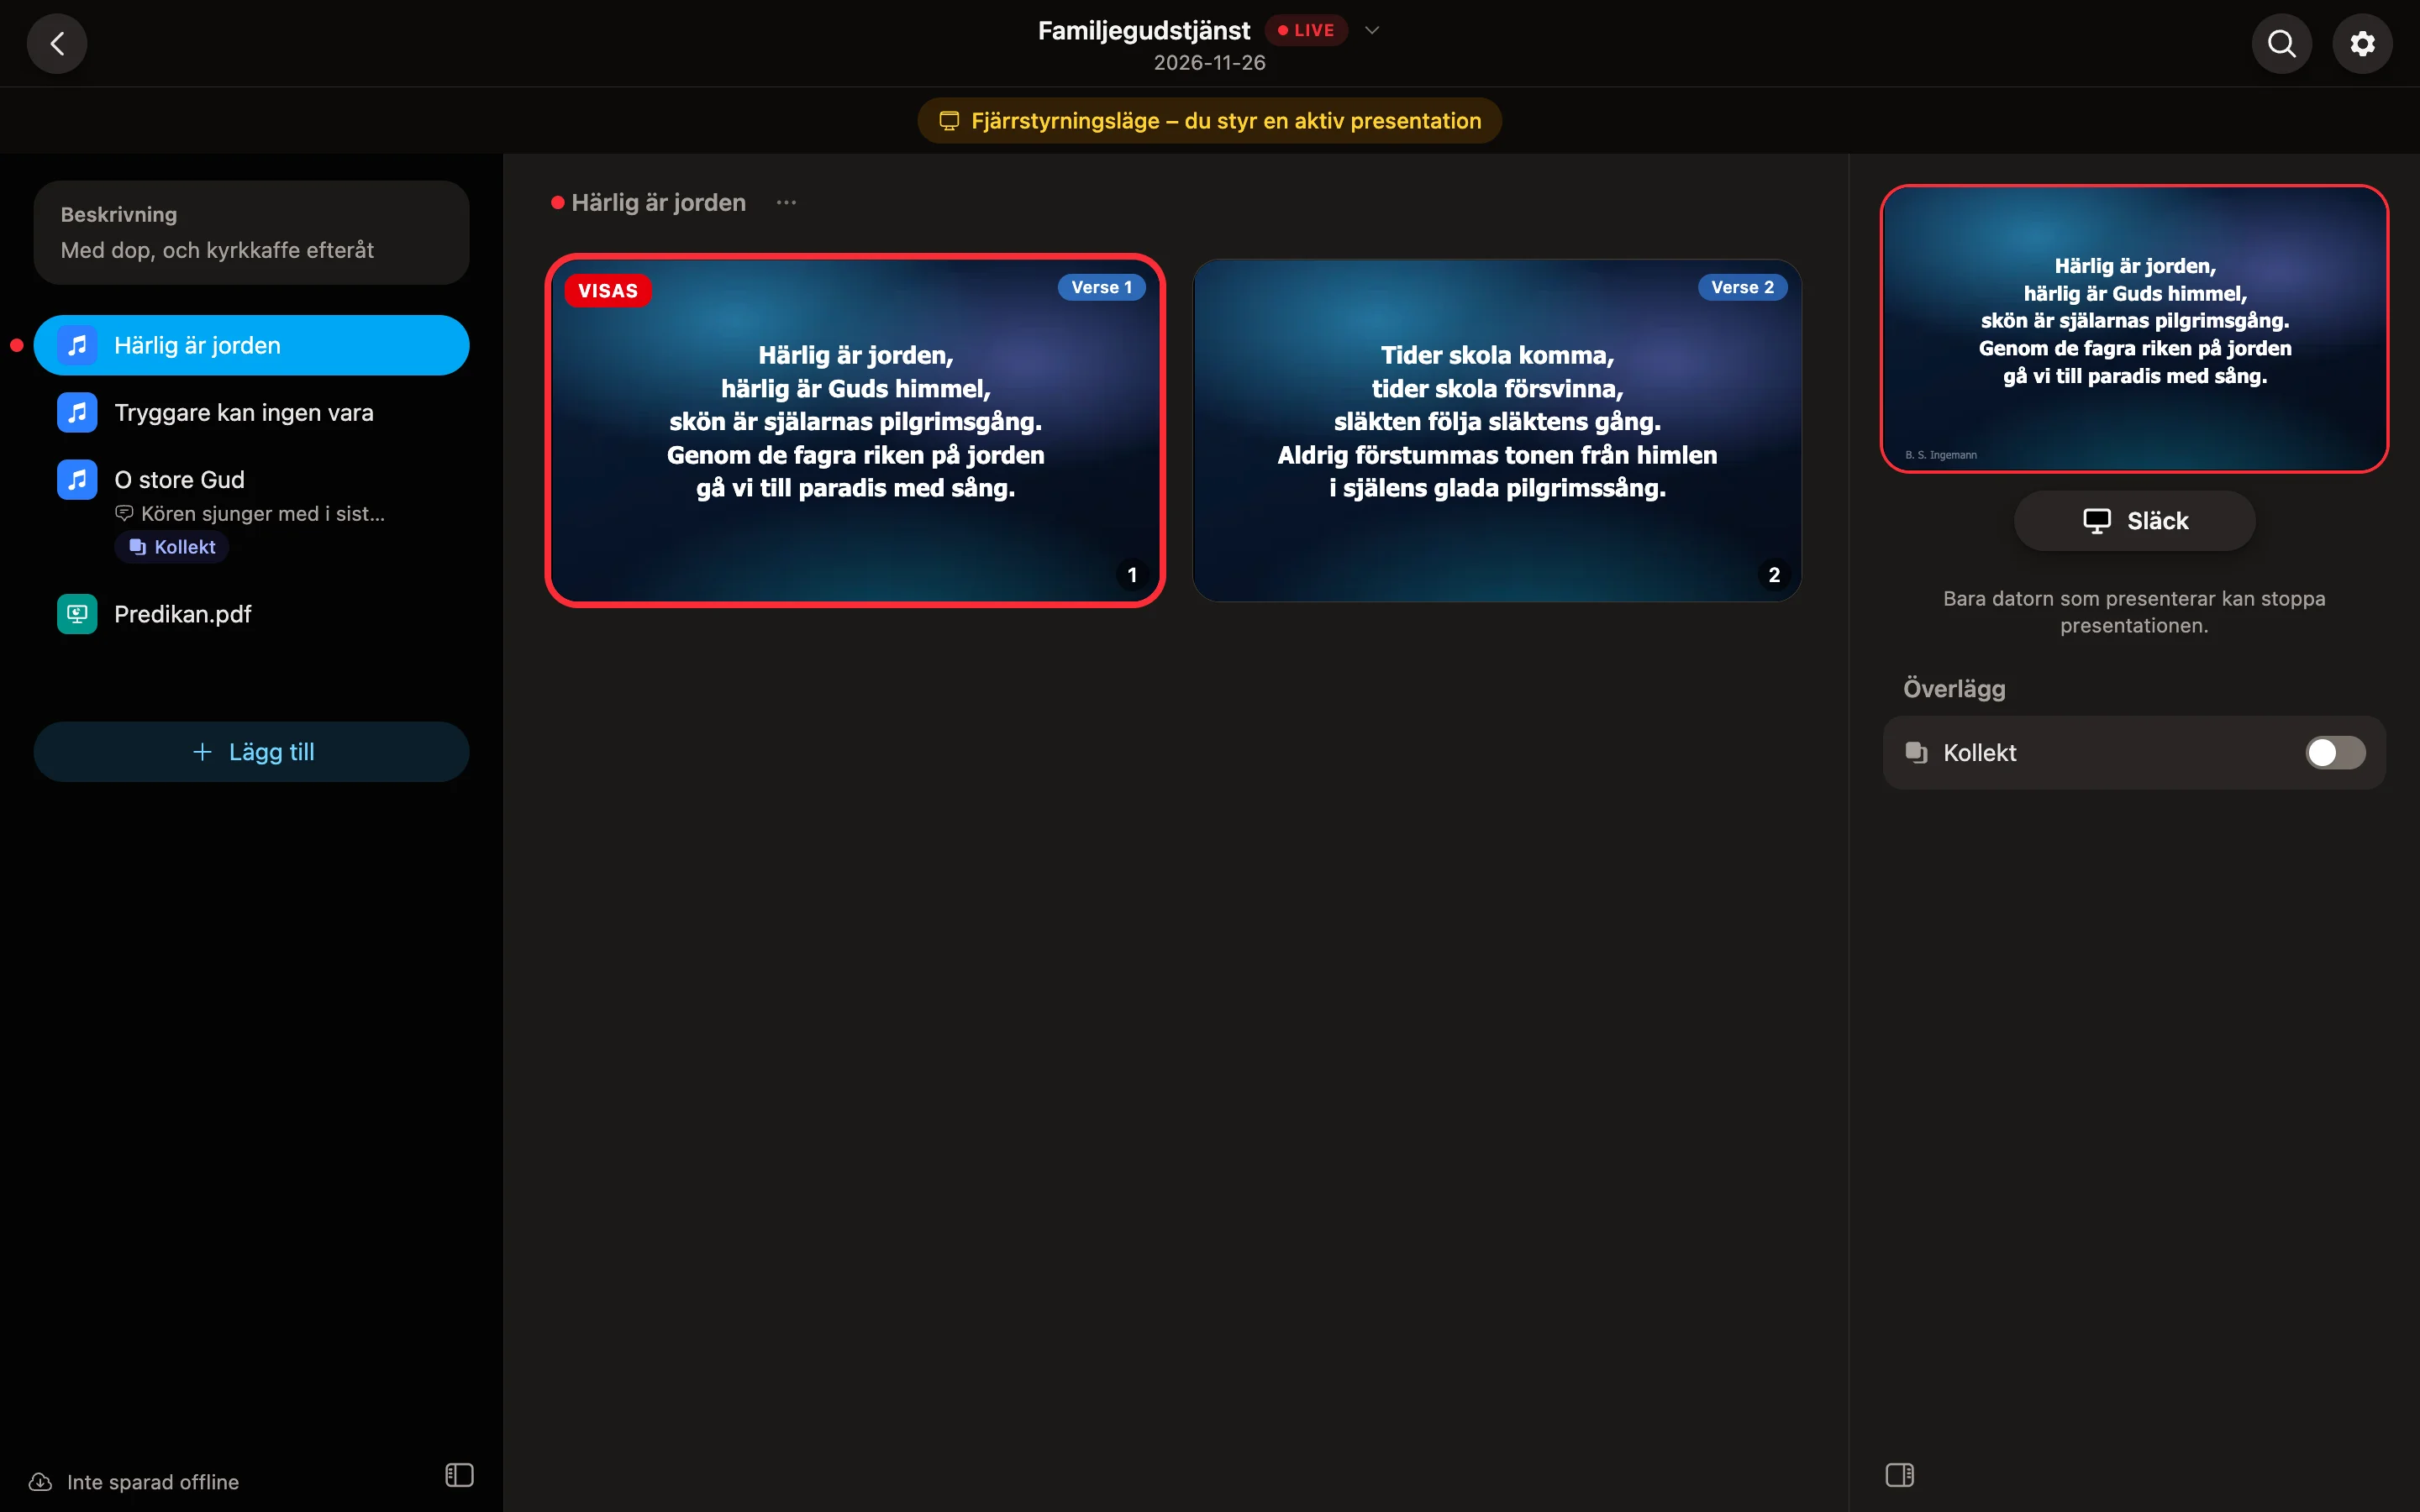 Familjegudstjänst
LIVE
2026-11-26
Fjärrstyrningsläge – du styr en aktiv presentation
Beskrivning
Med dop, och kyrkkaffe efteråt
Härlig är jorden
Tryggare kan ingen vara
O store Gud
Kören sjunger med i sist...
Kollekt
Predikan.pdf
Lägg till
Inte sparad offline
Härlig är jorden
VISAS
Verse 1
Härlig är jorden,
härlig är Guds himmel,
skön är själarnas pilgrimsgång.
Genom de fagra riken på jorden
gå vi till paradis med sång.
1
Verse 2
Tider skola komma,
tider skola försvinna,
släkten följa släktens gång.
Aldrig förstummas tonen från himlen
i själens glada pilgrimssång.
2
Härlig är jorden,
härlig är Guds himmel,
skön är själarnas pilgrimsgång.
Genom de fagra riken på jorden
gå vi till paradis med sång.
B. S. Ingemann
Släck
Bara datorn som presenterar kan stoppa
presentationen.
Överlägg
Kollekt